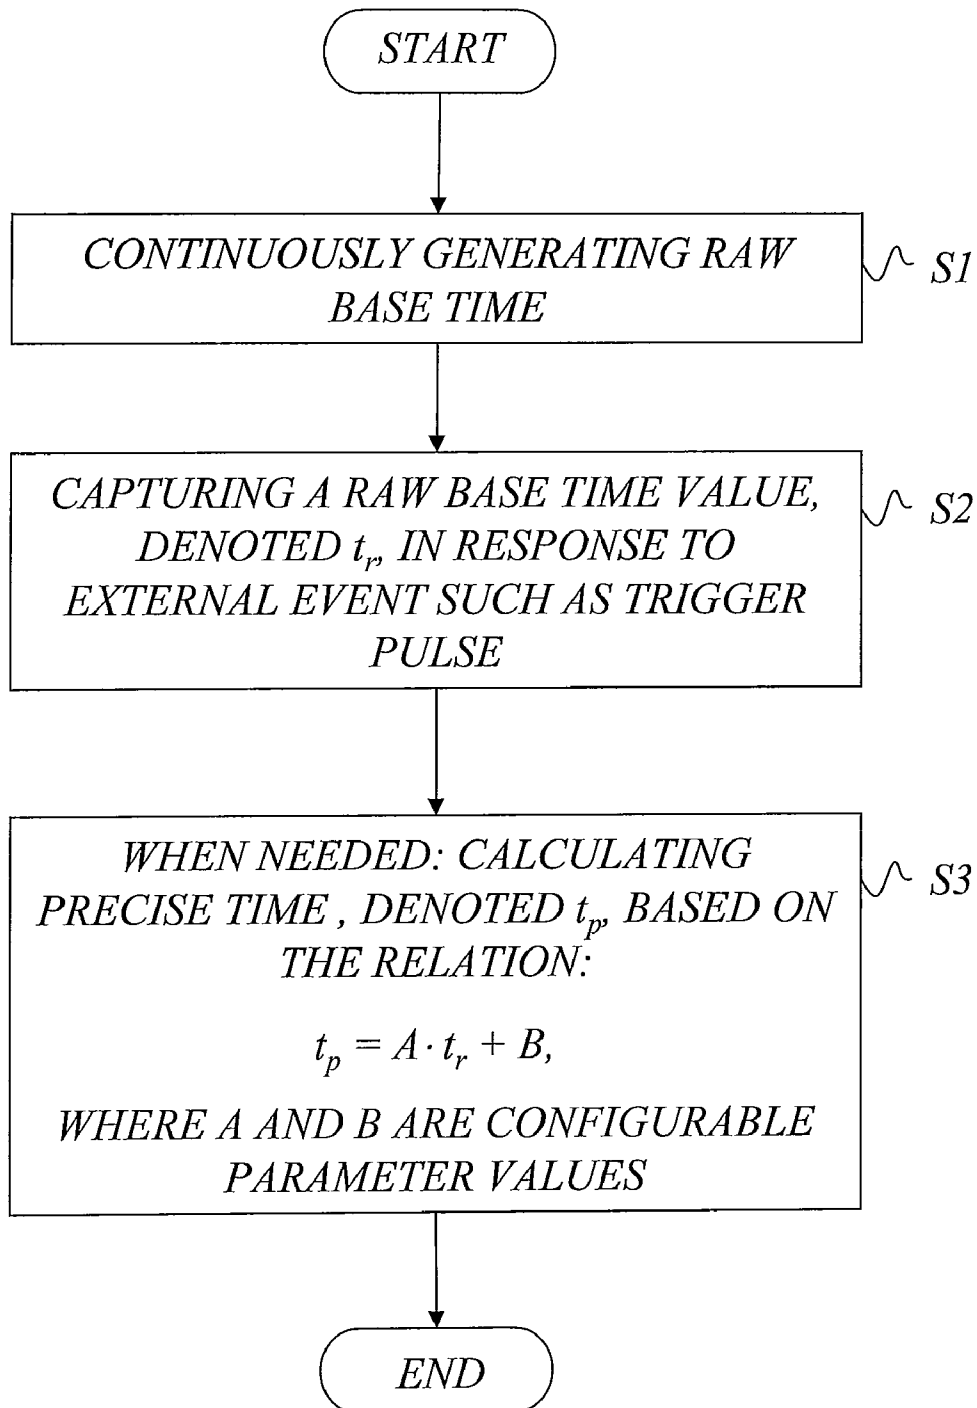 START
CONTINUOUSLY GENERATING RAW
BASE TIME
S1
CAPTURING A RAW BASE TIME VALUE,
DENOTED t_r, IN RESPONSE TO
EXTERNAL EVENT SUCH AS TRIGGER
PULSE
S2
WHEN NEEDED: CALCULATING
PRECISE TIME , DENOTED t_p, BASED ON
THE RELATION:
t_p = A · t_r + B,
WHERE A AND B ARE CONFIGURABLE
PARAMETER VALUES
S3
END